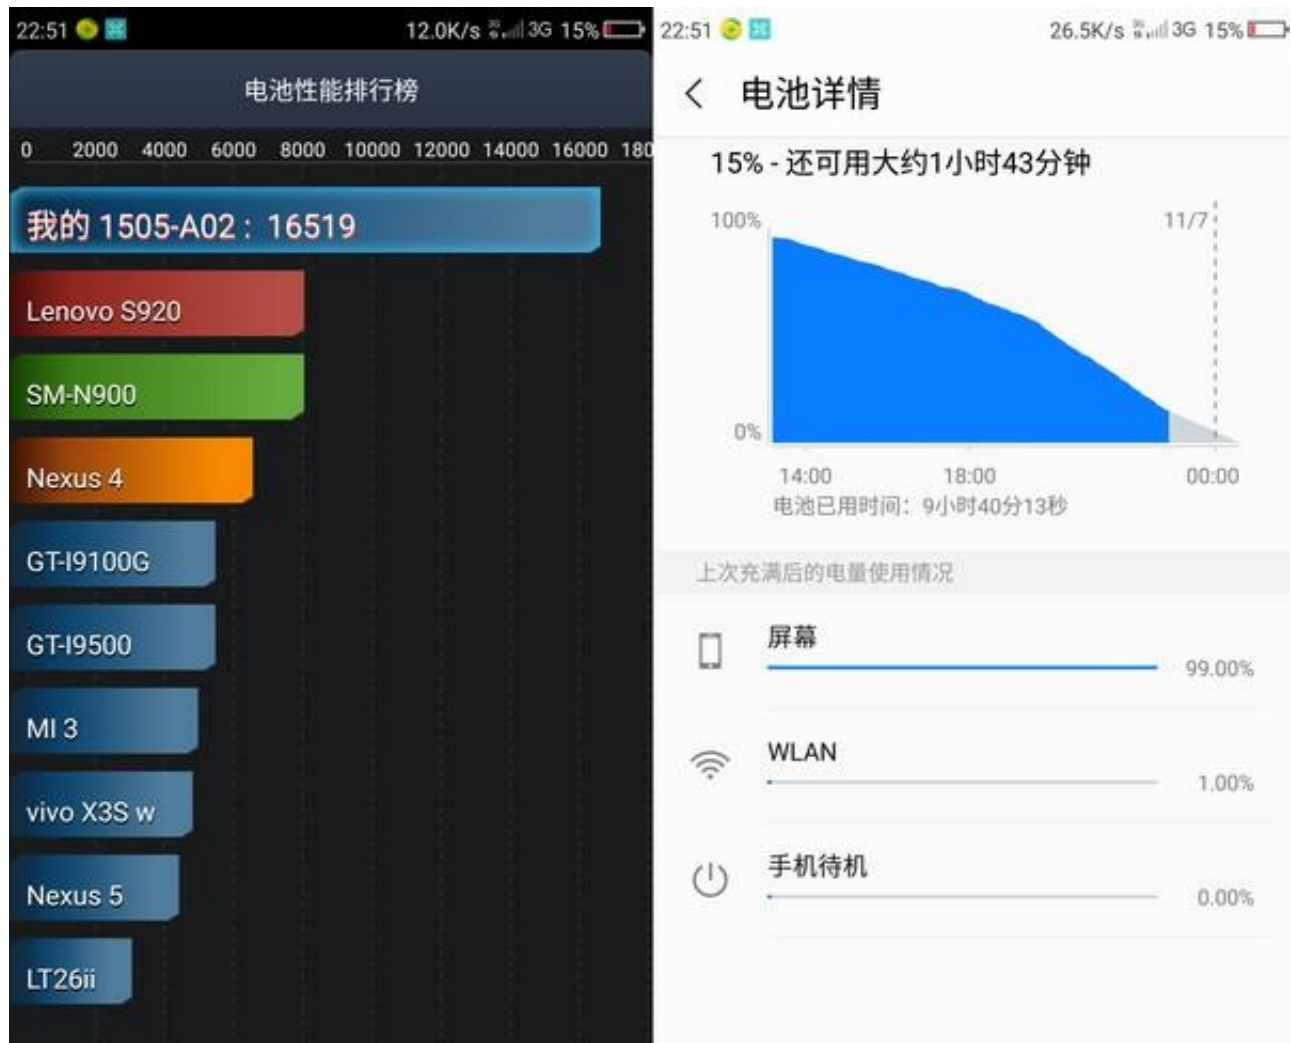 22:51 12.0K/s 3G 15%
电池性能排行榜
0 2000 4000 6000 8000 10000 12000 14000 16000 180
我的 1505-A02 : 16519
Lenovo S920
SM-N900
Nexus 4
GT-I9100G
GT-I9500
MI 3
vivo X3S w
Nexus 5
LT26ii
22:51 26.5K/s 3G 15%
电池详情
15% - 还可用大约1小时43分钟
100% 11/7
0%
14:00 18:00 00:00
电池已用时间：9小时40分13秒
上次充满后的电量使用情况
屏幕
99.00%
WLAN
1.00%
手机待机
0.00%